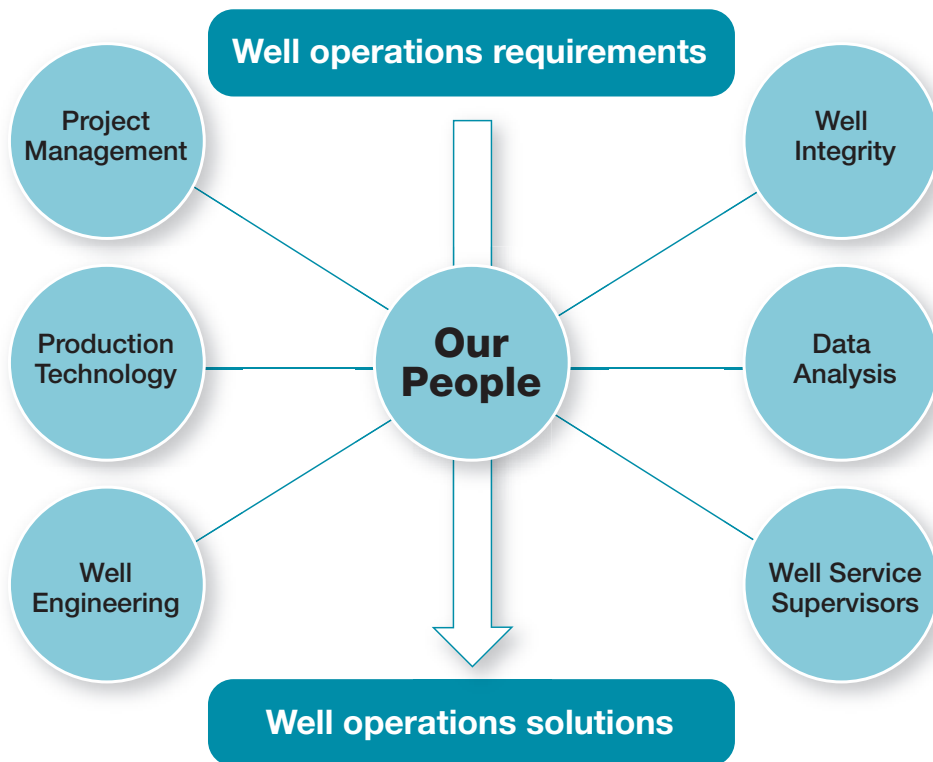 Well operations requirements
Project
Management
Well
Integrity
Production
Technology
Our
People
Data
Analysis
Well
Engineering
Well Service
Supervisors
Well operations solutions